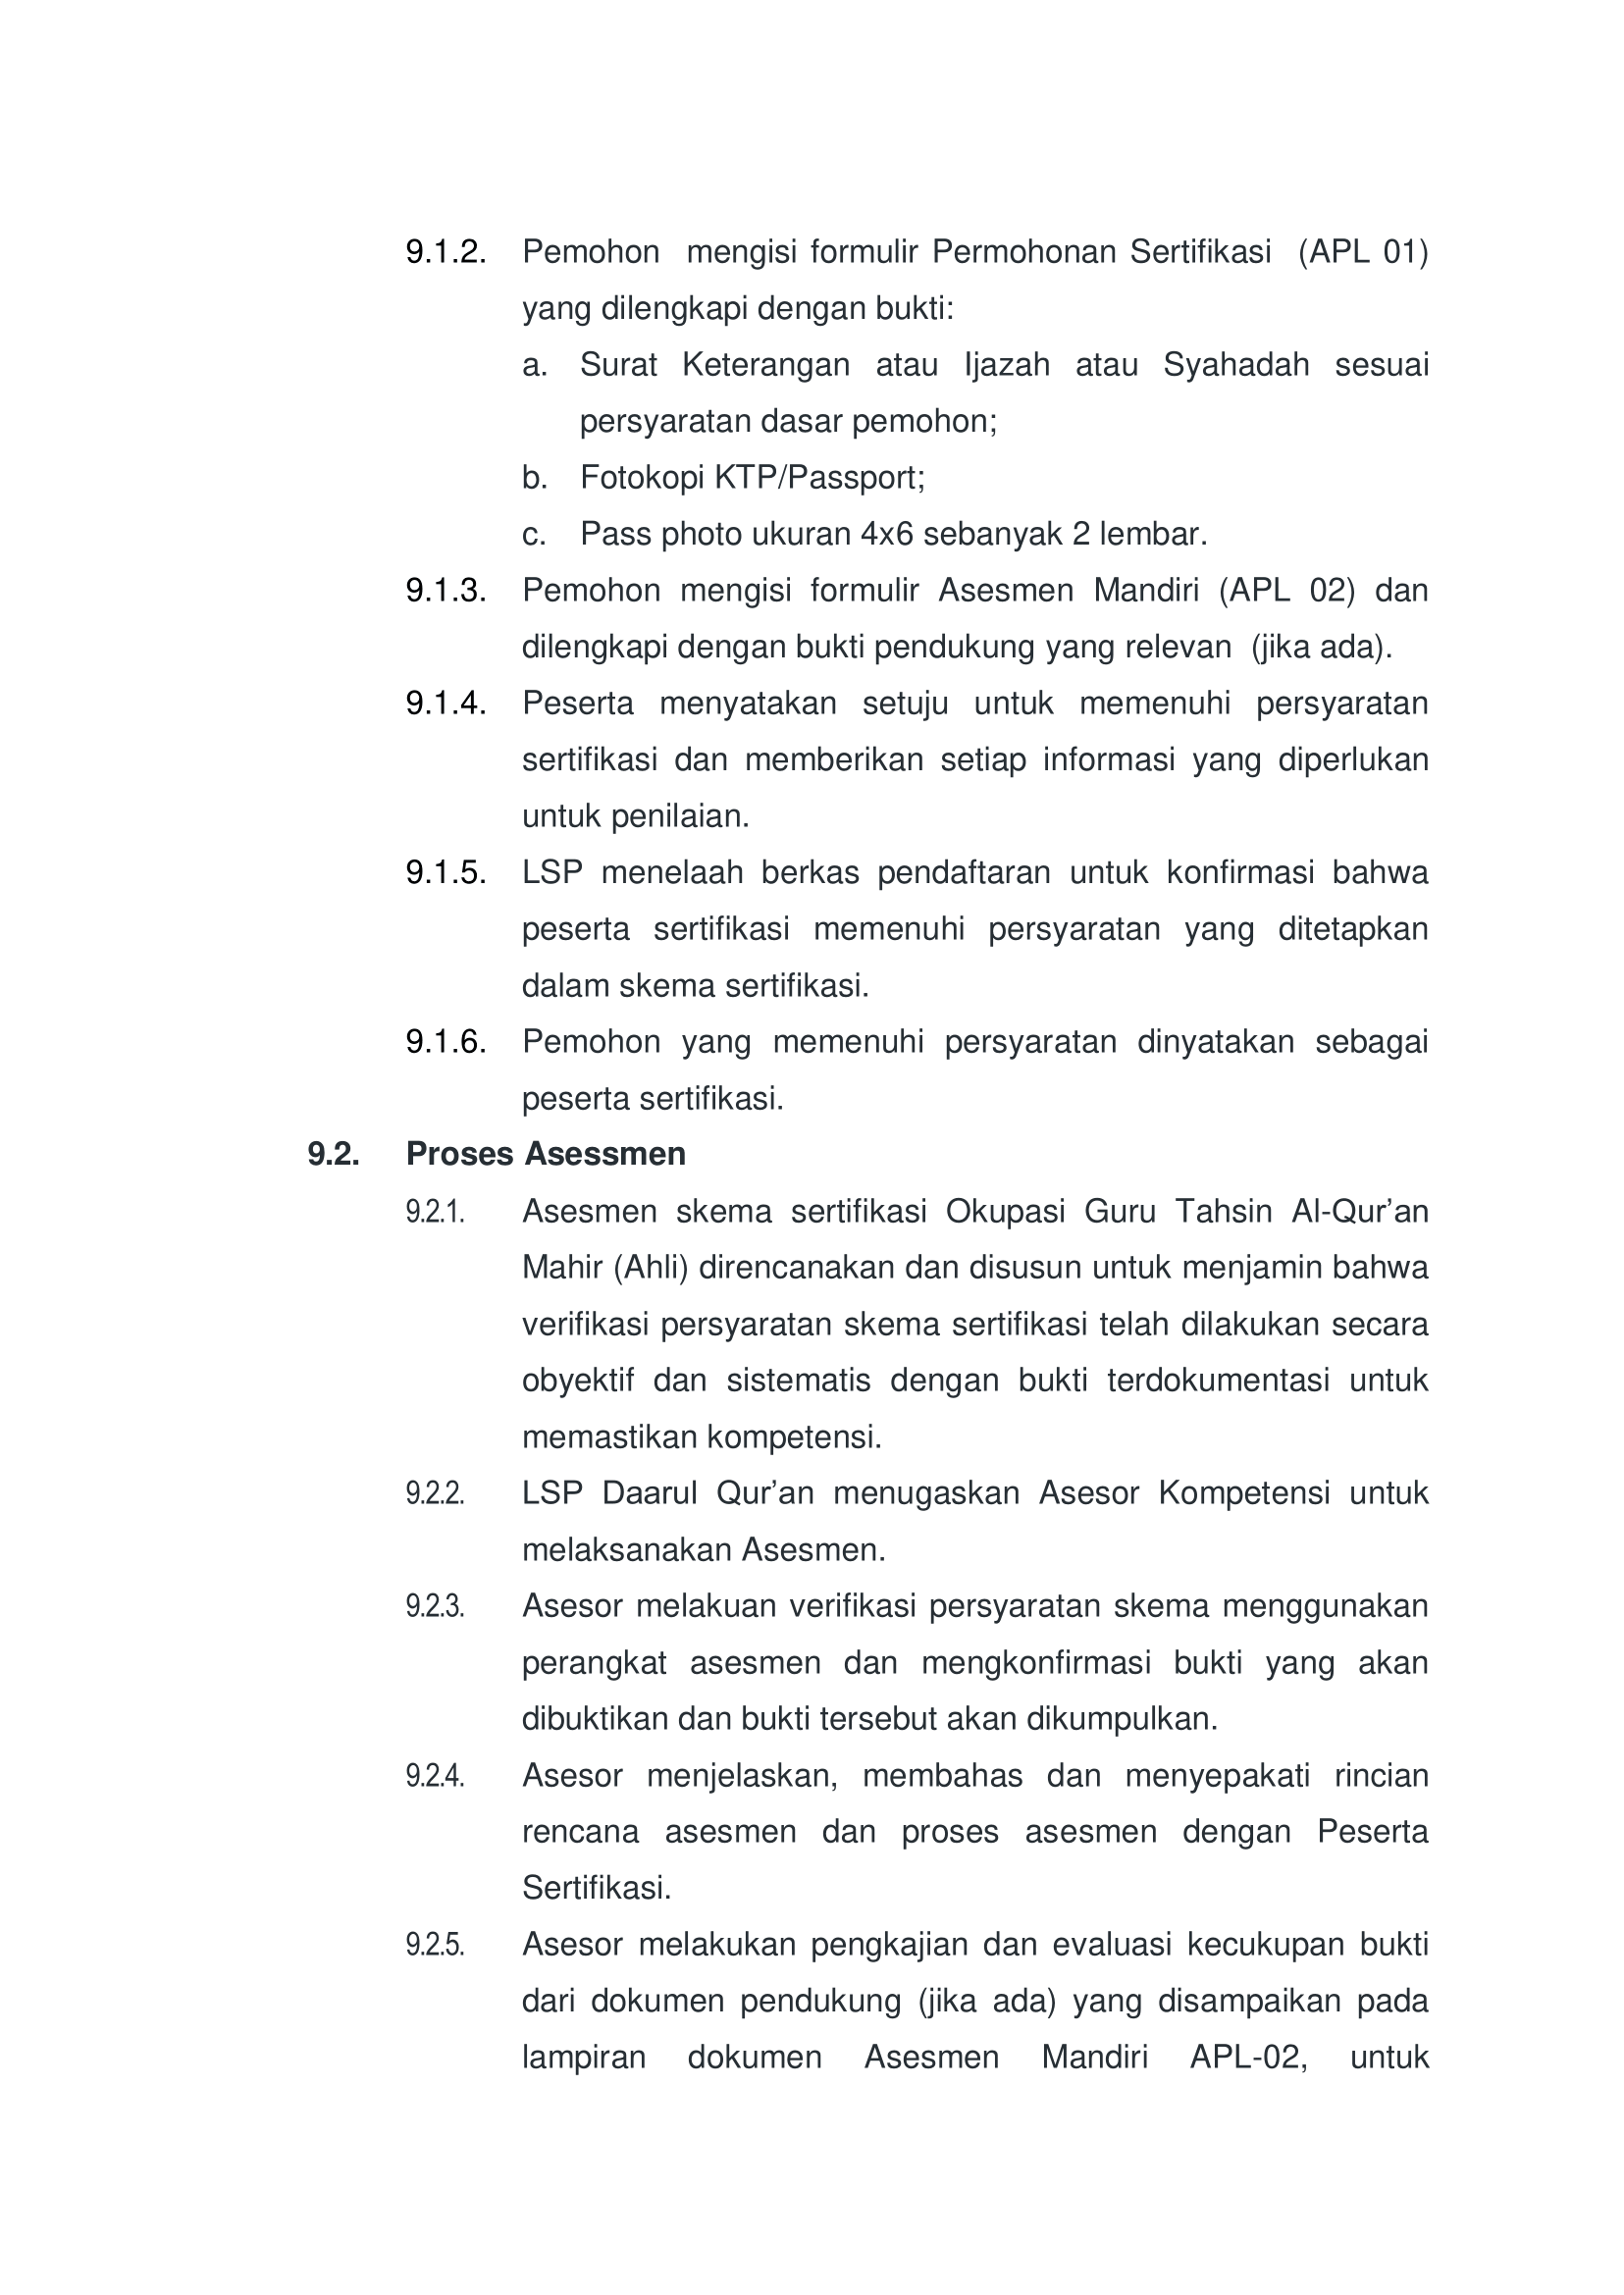 9.1.2. Pemohon mengisi formulir Permohonan Sertifikasi (APL 01)
yang dilengkapi dengan bukti:
a. Surat Keterangan atau Ijazah atau Syahadah sesuai
persyaratan dasar pemohon;
b. Fotokopi KTP/Passport;
c. Pass photo ukuran 4x6 sebanyak 2 lembar.
9.1.3. Pemohon mengisi formulir Asesmen Mandiri (APL 02) dan
dilengkapi dengan bukti pendukung yang relevan (jika ada).
9.1.4. Peserta menyatakan setuju untuk memenuhi persyaratan
sertifikasi dan memberikan setiap informasi yang diperlukan
untuk penilaian.
9.1.5. LSP menelaah berkas pendaftaran untuk konfirmasi bahwa
peserta sertifikasi memenuhi persyaratan yang ditetapkan
dalam skema sertifikasi.
9.1.6. Pemohon yang memenuhi persyaratan dinyatakan sebagai
peserta sertifikasi.
9.2. Proses Asessmen
9.2.1. Asesmen skema sertifikasi Okupasi Guru Tahsin Al-Qur’an
Mahir (Ahli) direncanakan dan disusun untuk menjamin bahwa
verifikasi persyaratan skema sertifikasi telah dilakukan secara
obyektif dan sistematis dengan bukti terdokumentasi untuk
memastikan kompetensi.
9.2.2. LSP Daarul Qur’an menugaskan Asesor Kompetensi untuk
melaksanakan Asesmen.
9.2.3. Asesor melakuan verifikasi persyaratan skema menggunakan
perangkat asesmen dan mengkonfirmasi bukti yang akan
dibuktikan dan bukti tersebut akan dikumpulkan.
9.2.4. Asesor menjelaskan, membahas dan menyepakati rincian
rencana asesmen dan proses asesmen dengan Peserta
Sertifikasi.
9.2.5. Asesor melakukan pengkajian dan evaluasi kecukupan bukti
dari dokumen pendukung (jika ada) yang disampaikan pada
lampiran dokumen Asesmen Mandiri APL-02, untuk